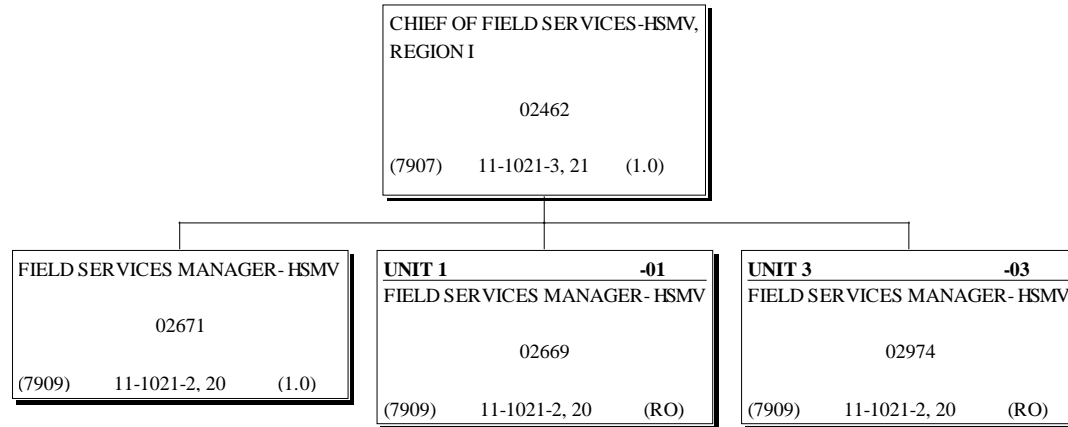 CHIEF OF FIELD SERVICES-HSMV,
REGION I
02462
(7907) 11-1021-3, 21 (1.0)
FIELD SERVICES MANAGER- HSMV
02671
(7909) 11-1021-2, 20 (1.0)
UNIT 1 -01
FIELD SERVICES MANAGER- HSMV
02669
(7909) 11-1021-2, 20 (RO)
UNIT 3 -03
FIELD SERVICES MANAGER- HSMV
02974
(7909) 11-1021-2, 20 (RO)